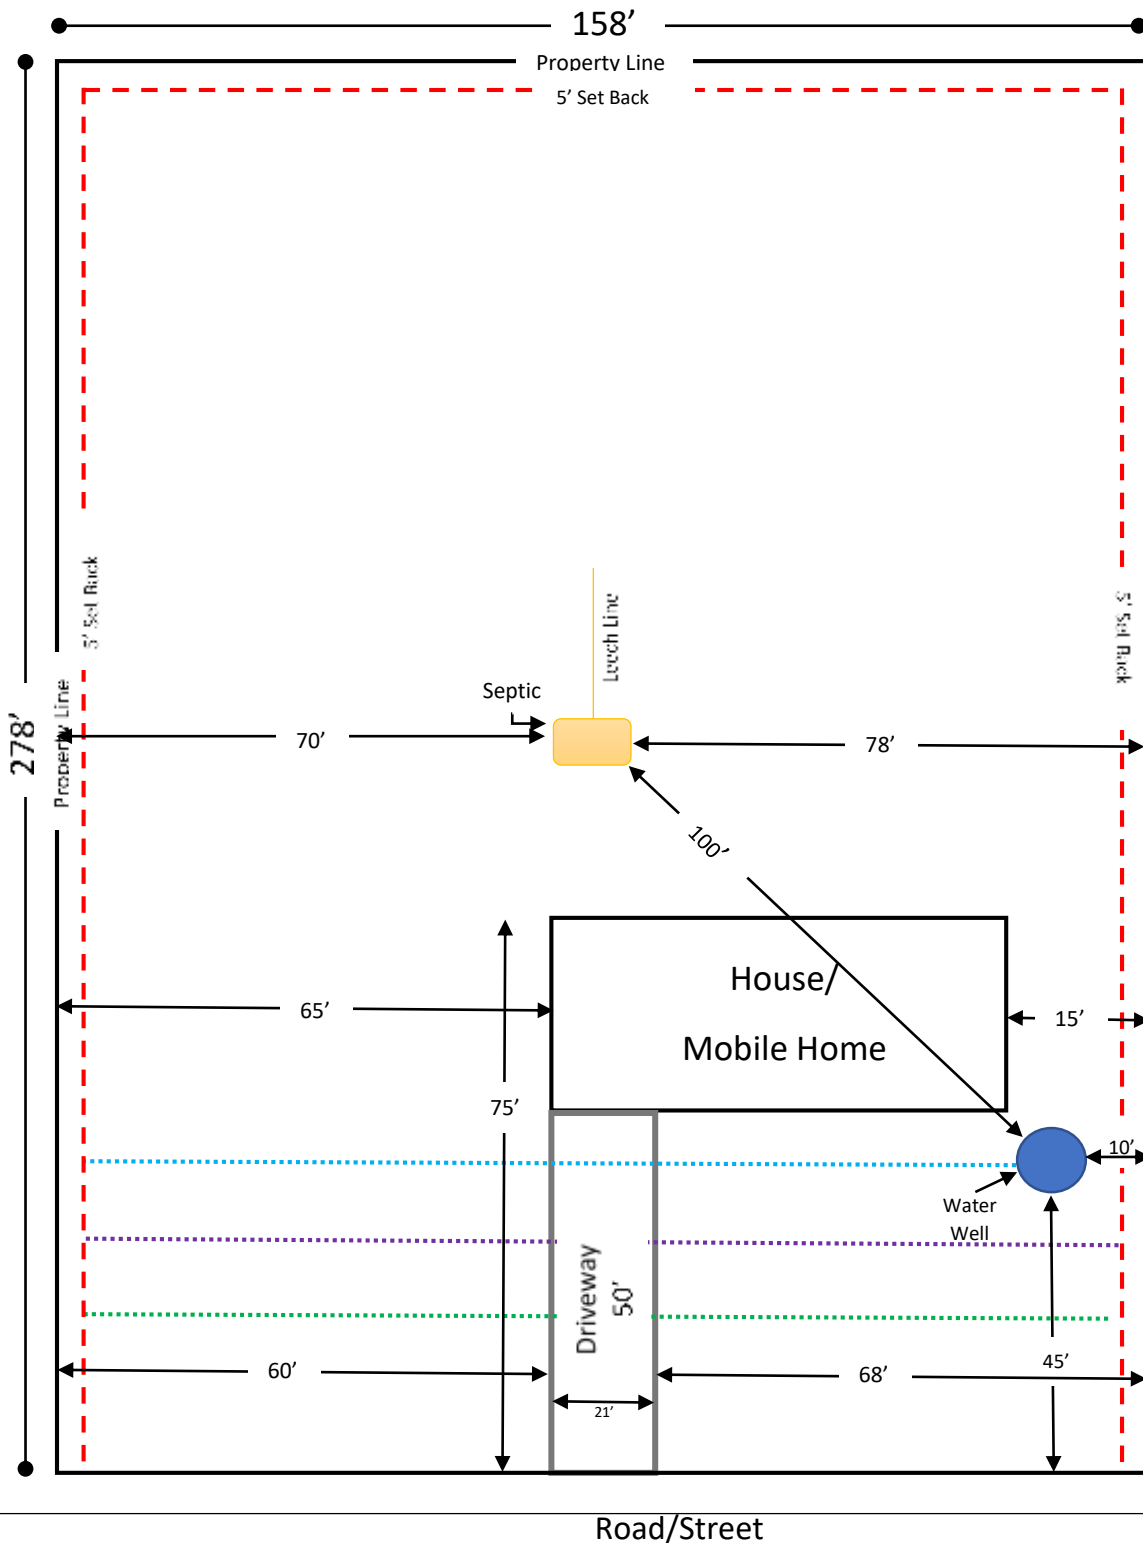 158’
Property Line
5’ Set Back
5’ Set Back
Property Line
278’
Leech Line
5’ Set Back
Septic
70’
78’
100’
House/
Mobile Home
65’
15’
75’
10’
Water
Well
Driveway
50’
60’
68’
45’
21’
Road/Street